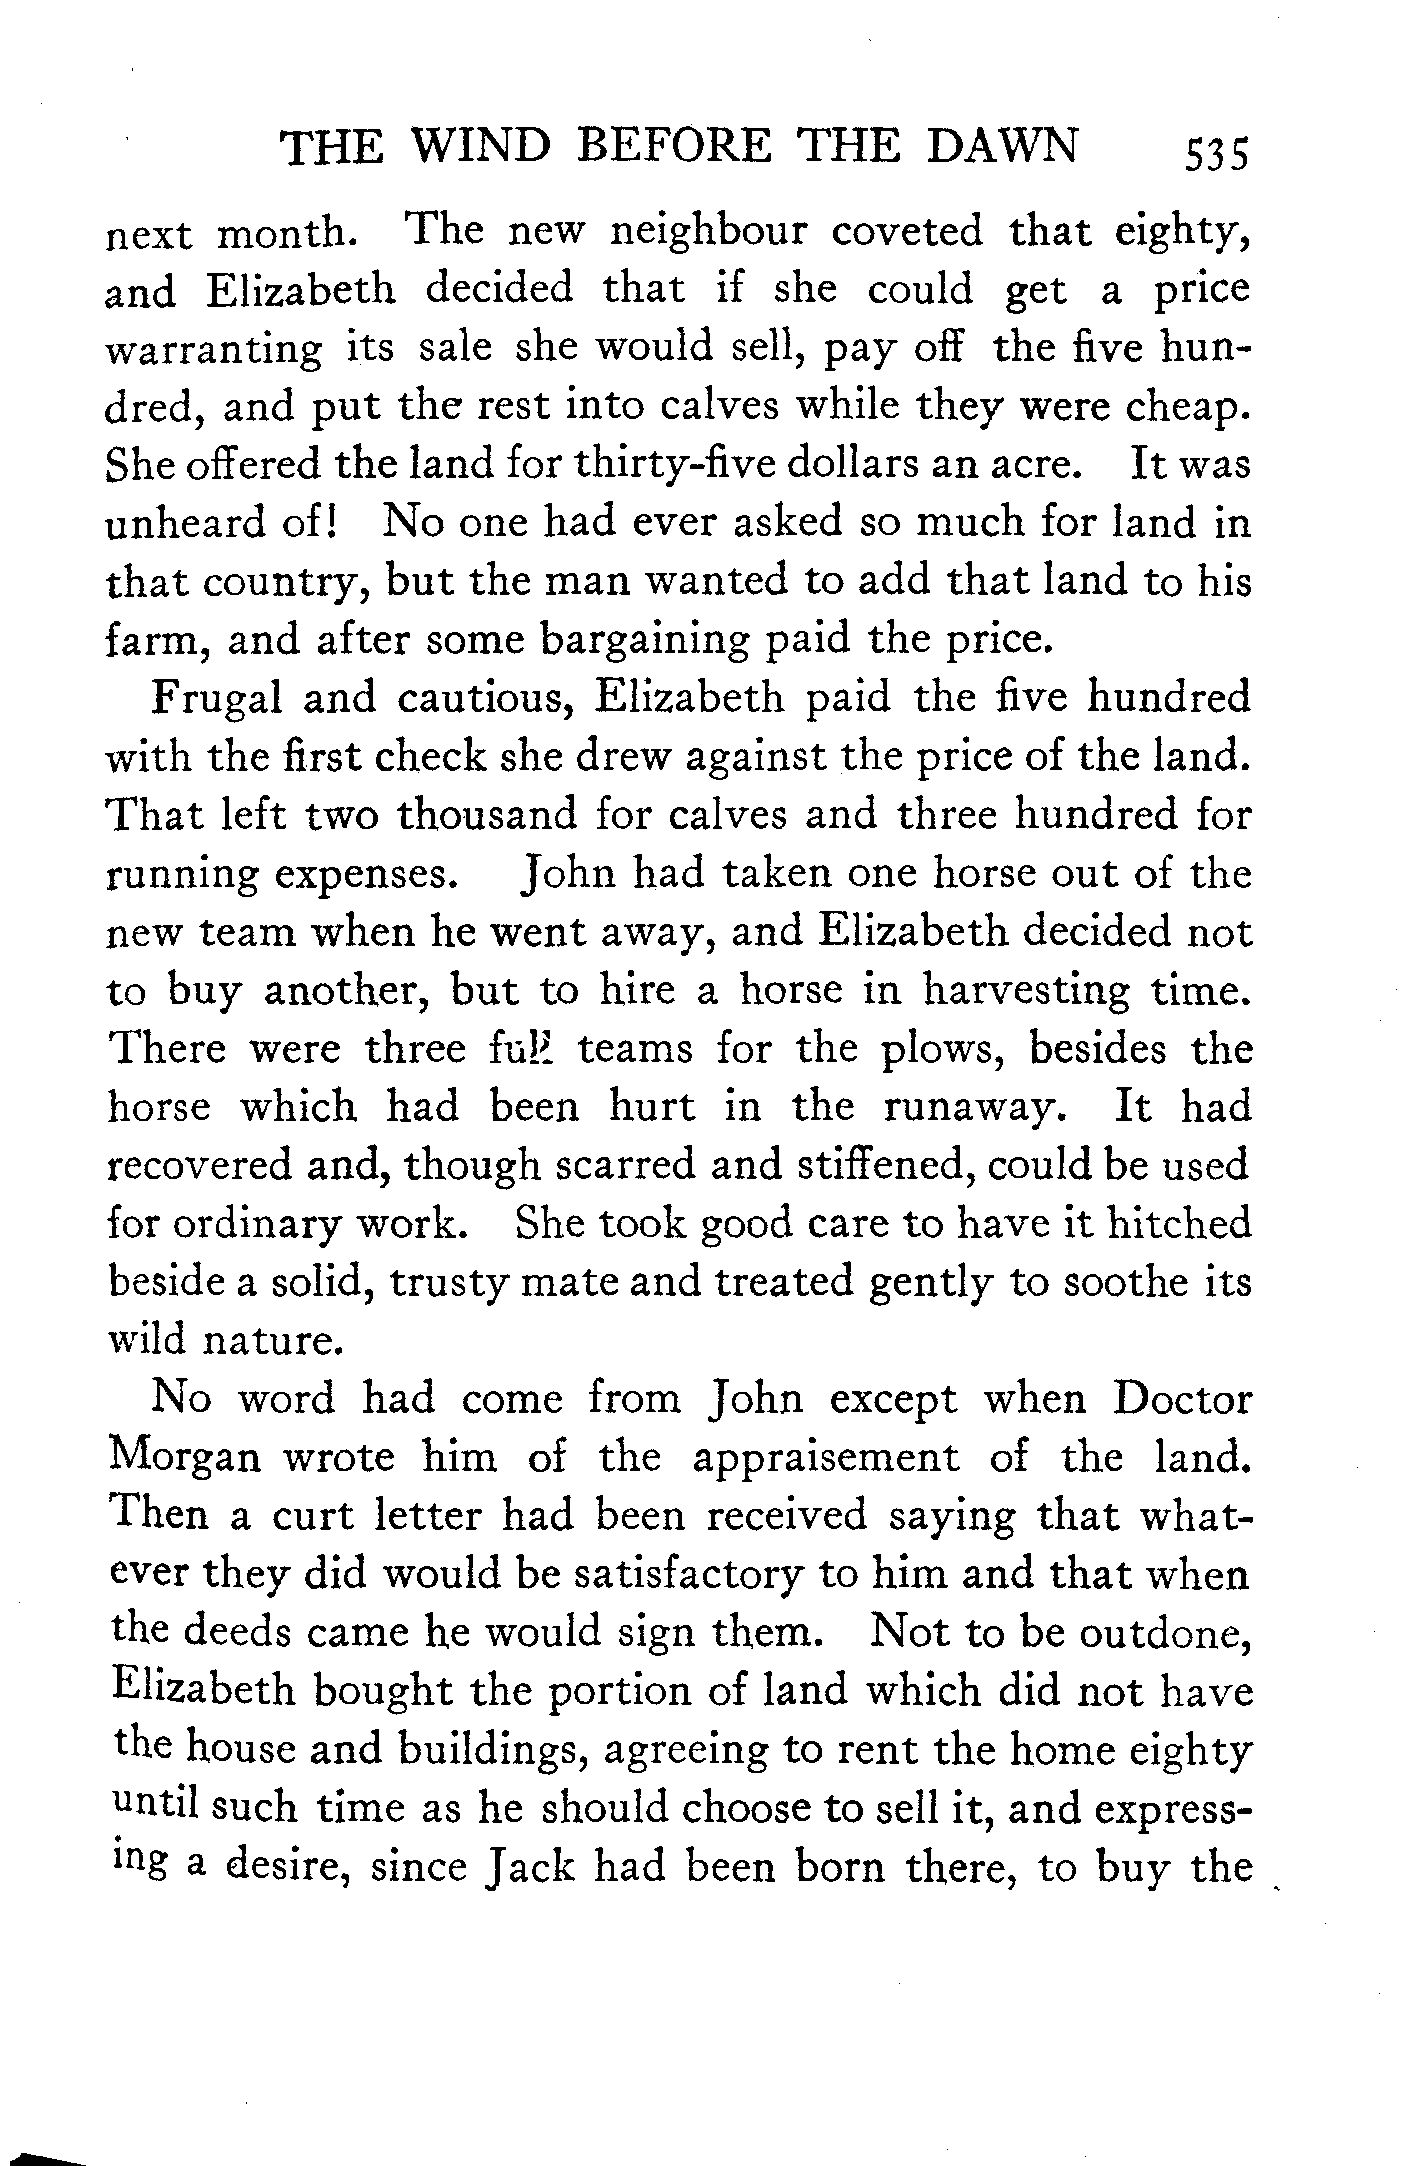 THE WIND BEFORE THE DAWN 535
next month. The new neighbour coveted that eighty,
and Elizabeth decided that if she could get a price
warranting its sale she would sell, pay off the five hun-
dred, and put the rest into calves while they were cheap.
She offered the land for thirty-five dollars an acre. It was
unheard of! No one had ever asked so much for land in
that country, but the man wanted to add that land to his
farm, and after some bargaining paid the price.
Frugal and cautious, Elizabeth paid the five hundred
with the first check she drew against the price of the land.
That left two thousand for calves and three hundred for
running expenses. John had taken one horse out of the
new team when he went away, and Elizabeth decided not
to buy another, but to hire a horse in harvesting time.
There were three full teams for the plows, besides the
horse which had been hurt in the runaway. It had
recovered and, though scarred and stiffened, could be used
for ordinary work. She took good care to have it hitched
beside a solid, trusty mate and treated gently to soothe its
wild nature.
No word had come from John except when Doctor
Morgan wrote him of the appraisement of the land.
Then a curt letter had been received saying that what-
ever they did would be satisfactory to him and that when
the deeds came he would sign them. Not to be outdone,
Elizabeth bought the portion of land which did not have
the house and buildings, agreeing to rent the home eighty
until such time as he should choose to sell it, and express-
ing a desire, since Jack had been born there, to buy the